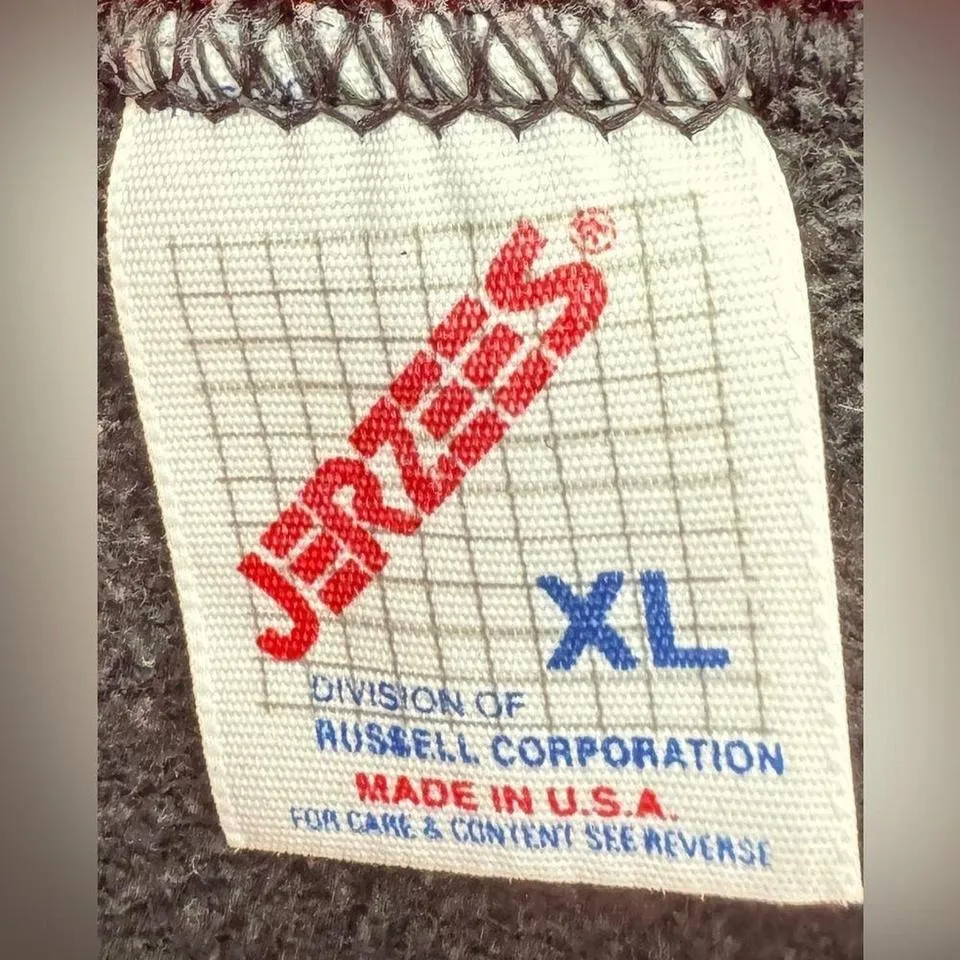 JERZEES®
XL
DIVISION OF
RUSSELL CORPORATION
MADE IN U.S.A.
FOR CARE & CONTENT SEE REVERSE